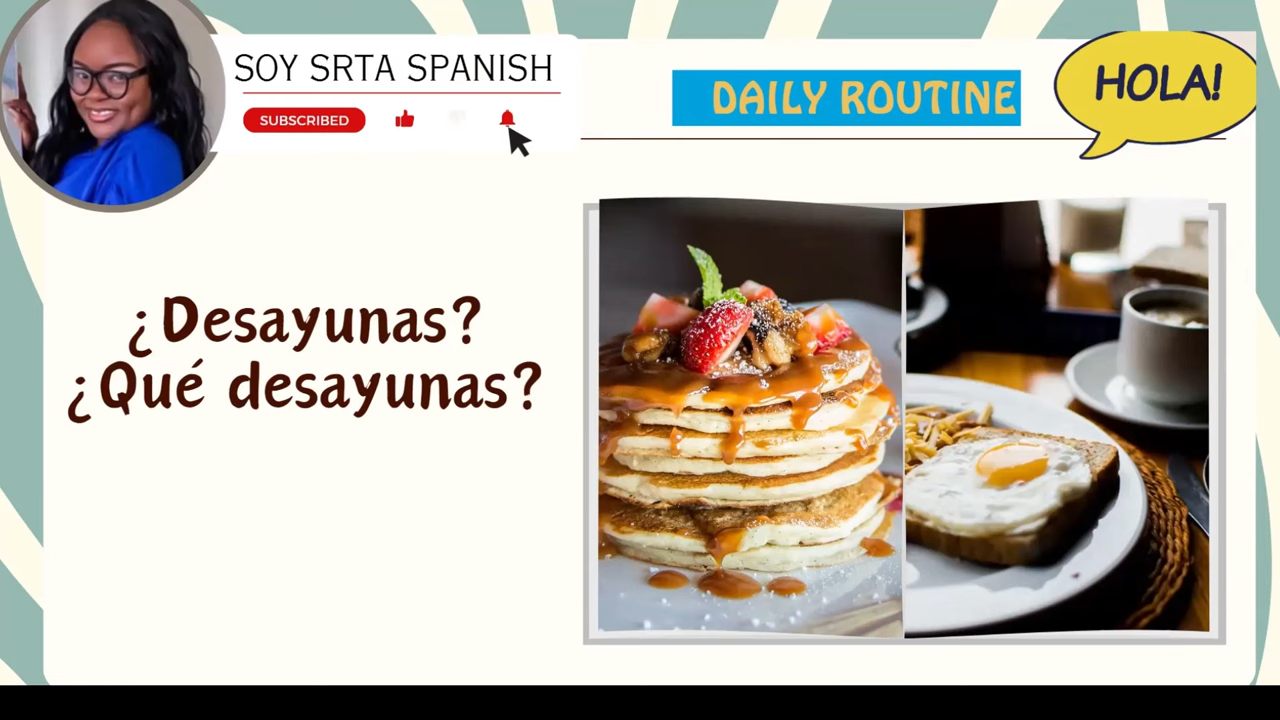 SOY SRTA SPANISH
SUBSCRIBED
DAILY ROUTINE
HOLA!
¿Desayunas?
¿Qué desayunas?